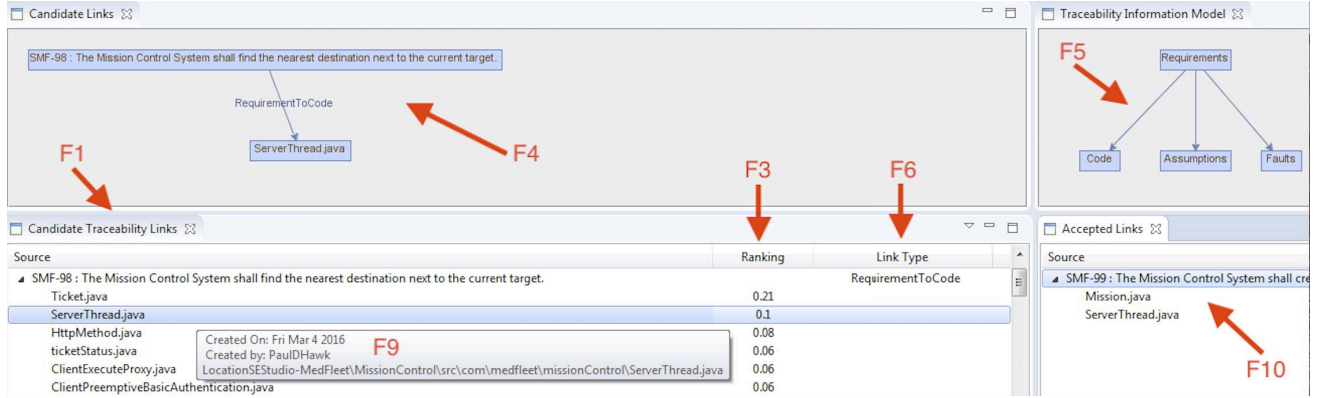 Candidate Links
SMF-98 : The Mission Control System shall find the nearest destination next to the current target.
RequirementToCode
ServerThread.java
F4
F1
F3
F6
Traceability Information Model
F5
Requirements
Code
Assumptions
Faults
Candidate Traceability Links
Source Ranking Link Type
SMF-98 : The Mission Control System shall find the nearest destination next to the current target. RequirementToCode
Ticket.java 0.21
ServerThread.java 0.1
HttpMethod.java 0.08
ticketStatus.java 0.06
ClientExecuteProxy.java 0.06
ClientPreemptiveBasicAuthentication.java 0.06
Created On: Fri Mar 4 2016
Created by: PaulDHawk
LocationSEStudio-MedFleet\MissionControl\src\com\medfleet\missionControl\ServerThread.java
F9
Accepted Links
Source
SMF-99 : The Mission Control System shall cre
Mission.java
ServerThread.java
F10